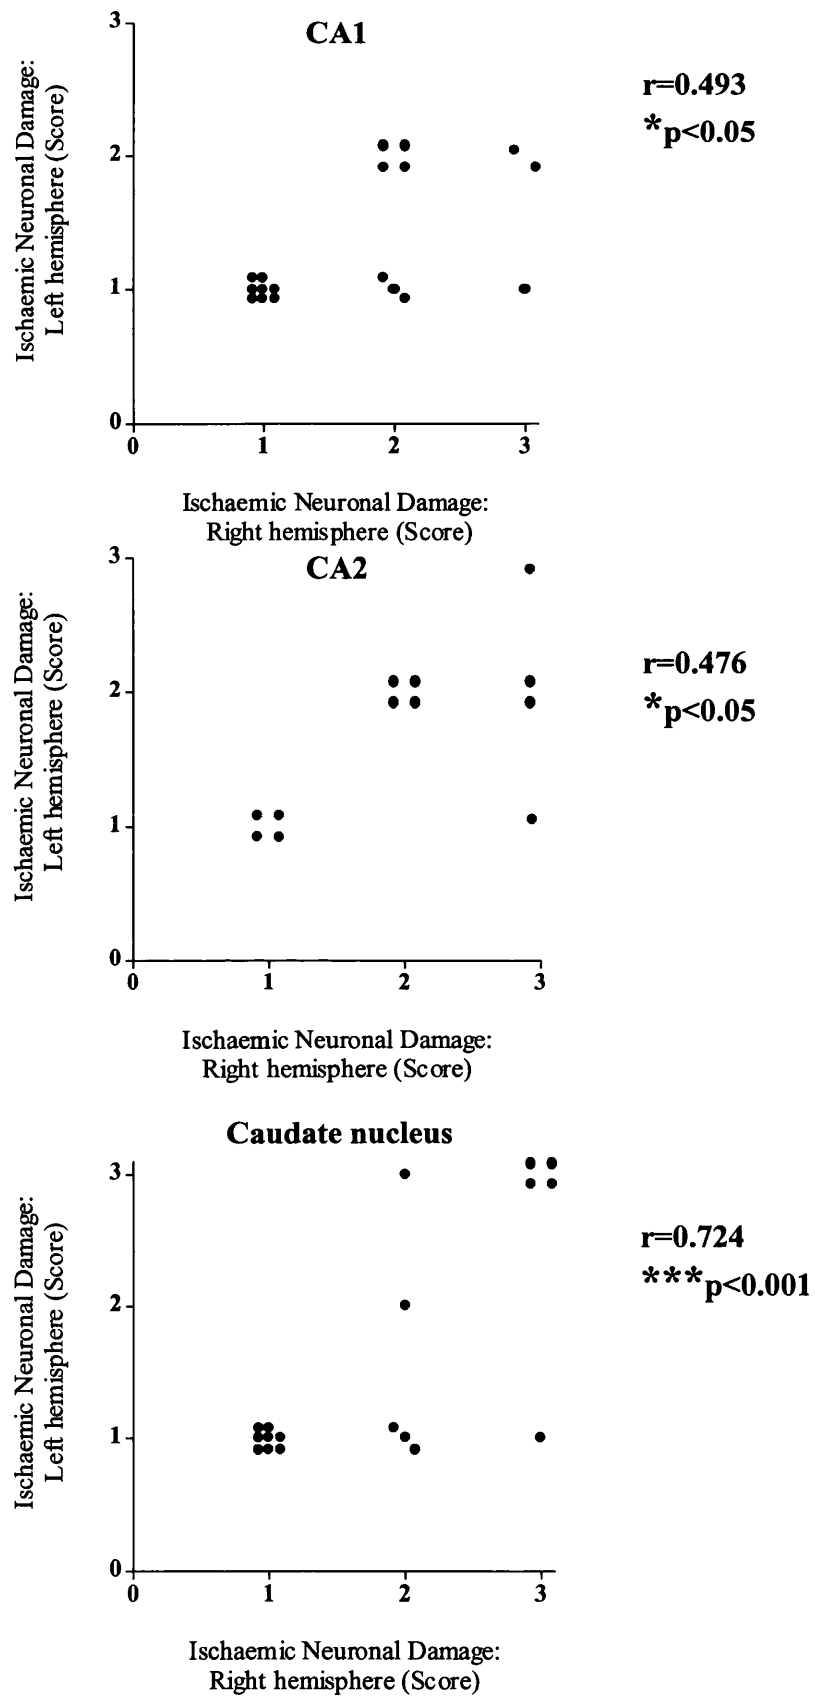 CA1
3
2
1
0
Ischaemic Neuronal Damage:
Left hemisphere (Score)
r=0.493
*p<0.05
0 1 2 3
Ischaemic Neuronal Damage:
Right hemisphere (Score)
CA2
3
2
1
0
Ischaemic Neuronal Damage:
Left hemisphere (Score)
r=0.476
*p<0.05
0 1 2 3
Ischaemic Neuronal Damage:
Right hemisphere (Score)
Caudate nucleus
3
2
1
0
Ischaemic Neuronal Damage:
Left hemisphere (Score)
r=0.724
***p<0.001
0 1 2 3
Ischaemic Neuronal Damage:
Right hemisphere (Score)